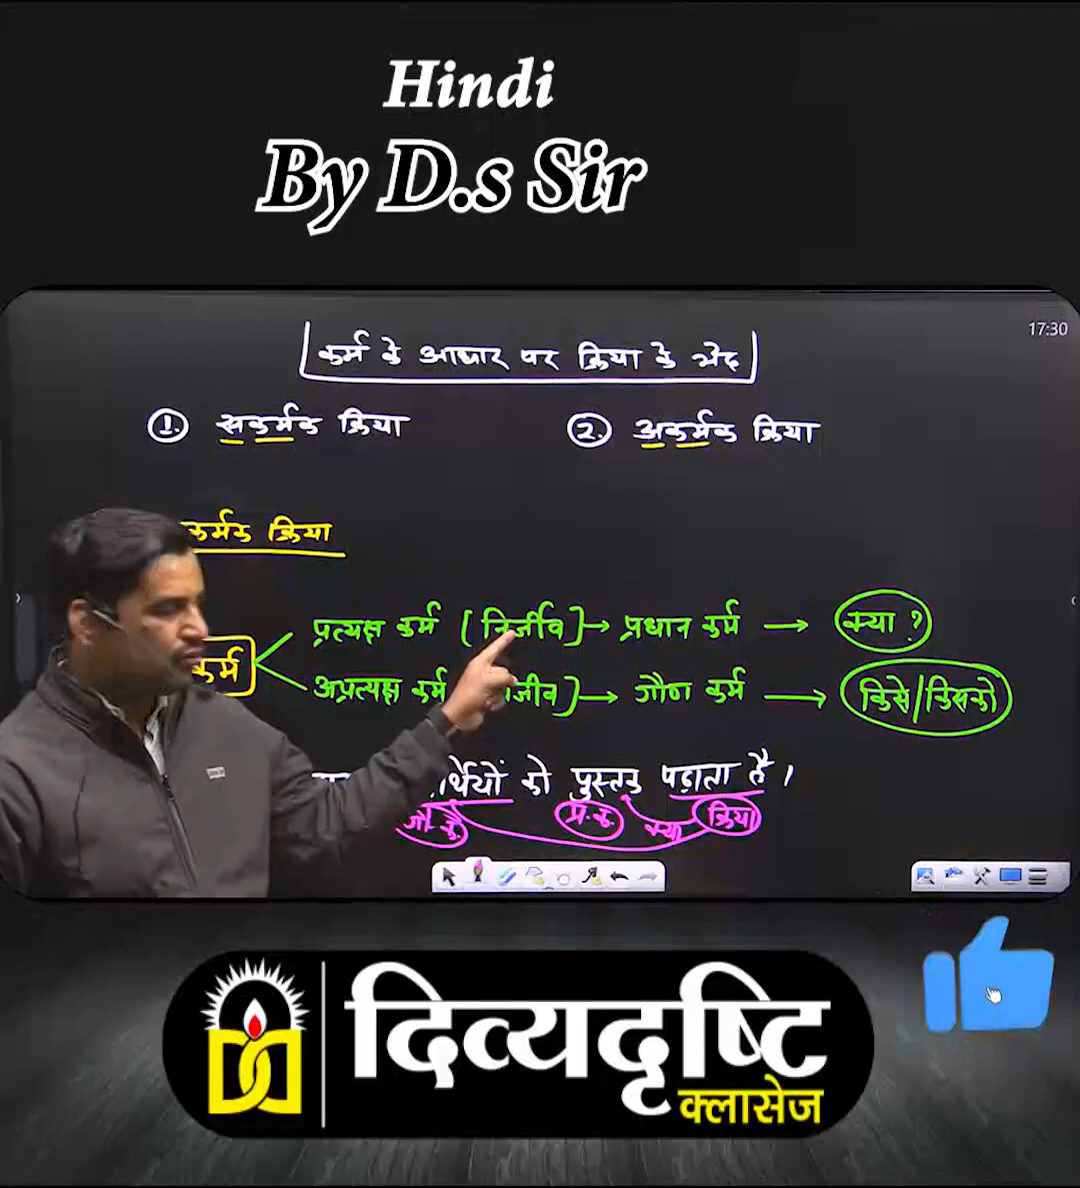 Hindi
By D.s Sir
17:30
कर्म के आधार पर क्रिया के भेद
1. सकर्मक क्रिया 2. अकर्मक क्रिया
कर्मक क्रिया
प्रत्यक्ष कर्म [निर्जीव] → प्रधान कर्म → क्या ?
कर्म
अप्रत्यक्ष कर्म जीव] → गौण कर्म → किसे/किसको
र्थियों को पुस्तक पढ़ाता है।
गौ. क. प्र. क. क्या क्रिया
दिव्यदृष्टि
क्लासेज